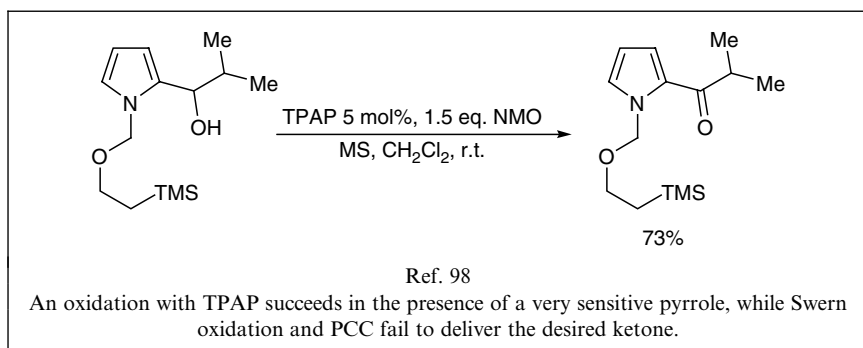 Me
Me
N
OH
O
TMS
TPAP 5 mol%, 1.5 eq. NMO
MS, CH₂Cl₂, r.t.
Me
Me
N
O
O
TMS
73%
Ref. 98
An oxidation with TPAP succeeds in the presence of a very sensitive pyrrole, while Swern
oxidation and PCC fail to deliver the desired ketone.